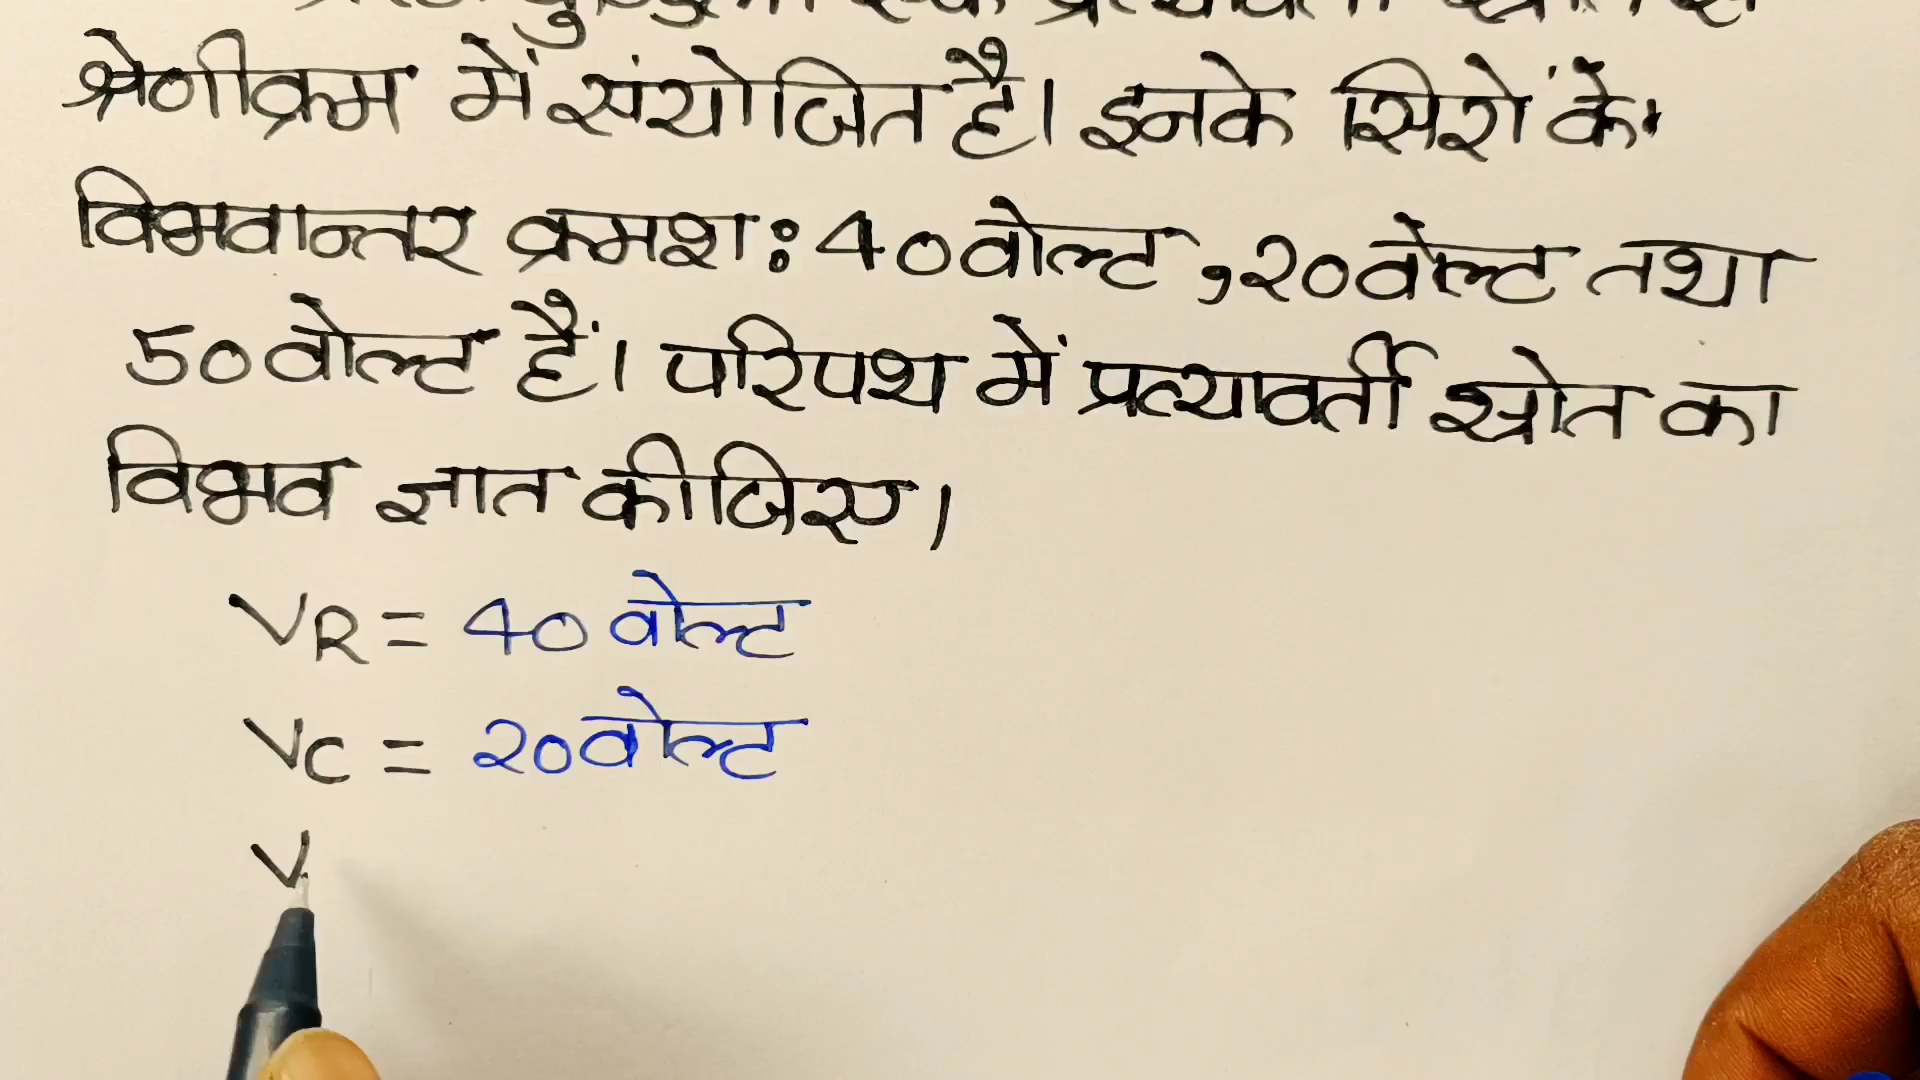 श्रेणीक्रम में संयोजित है। इनके सिरों के
विभवान्तर क्रमश: 40 वोल्ट, 20 वोल्ट तथा
50 वोल्ट हैं। परिपथ में प्रत्यावर्ती स्रोत का
विभव ज्ञात कीजिए।
VR = 40 वोल्ट
VC = 20 वोल्ट
V